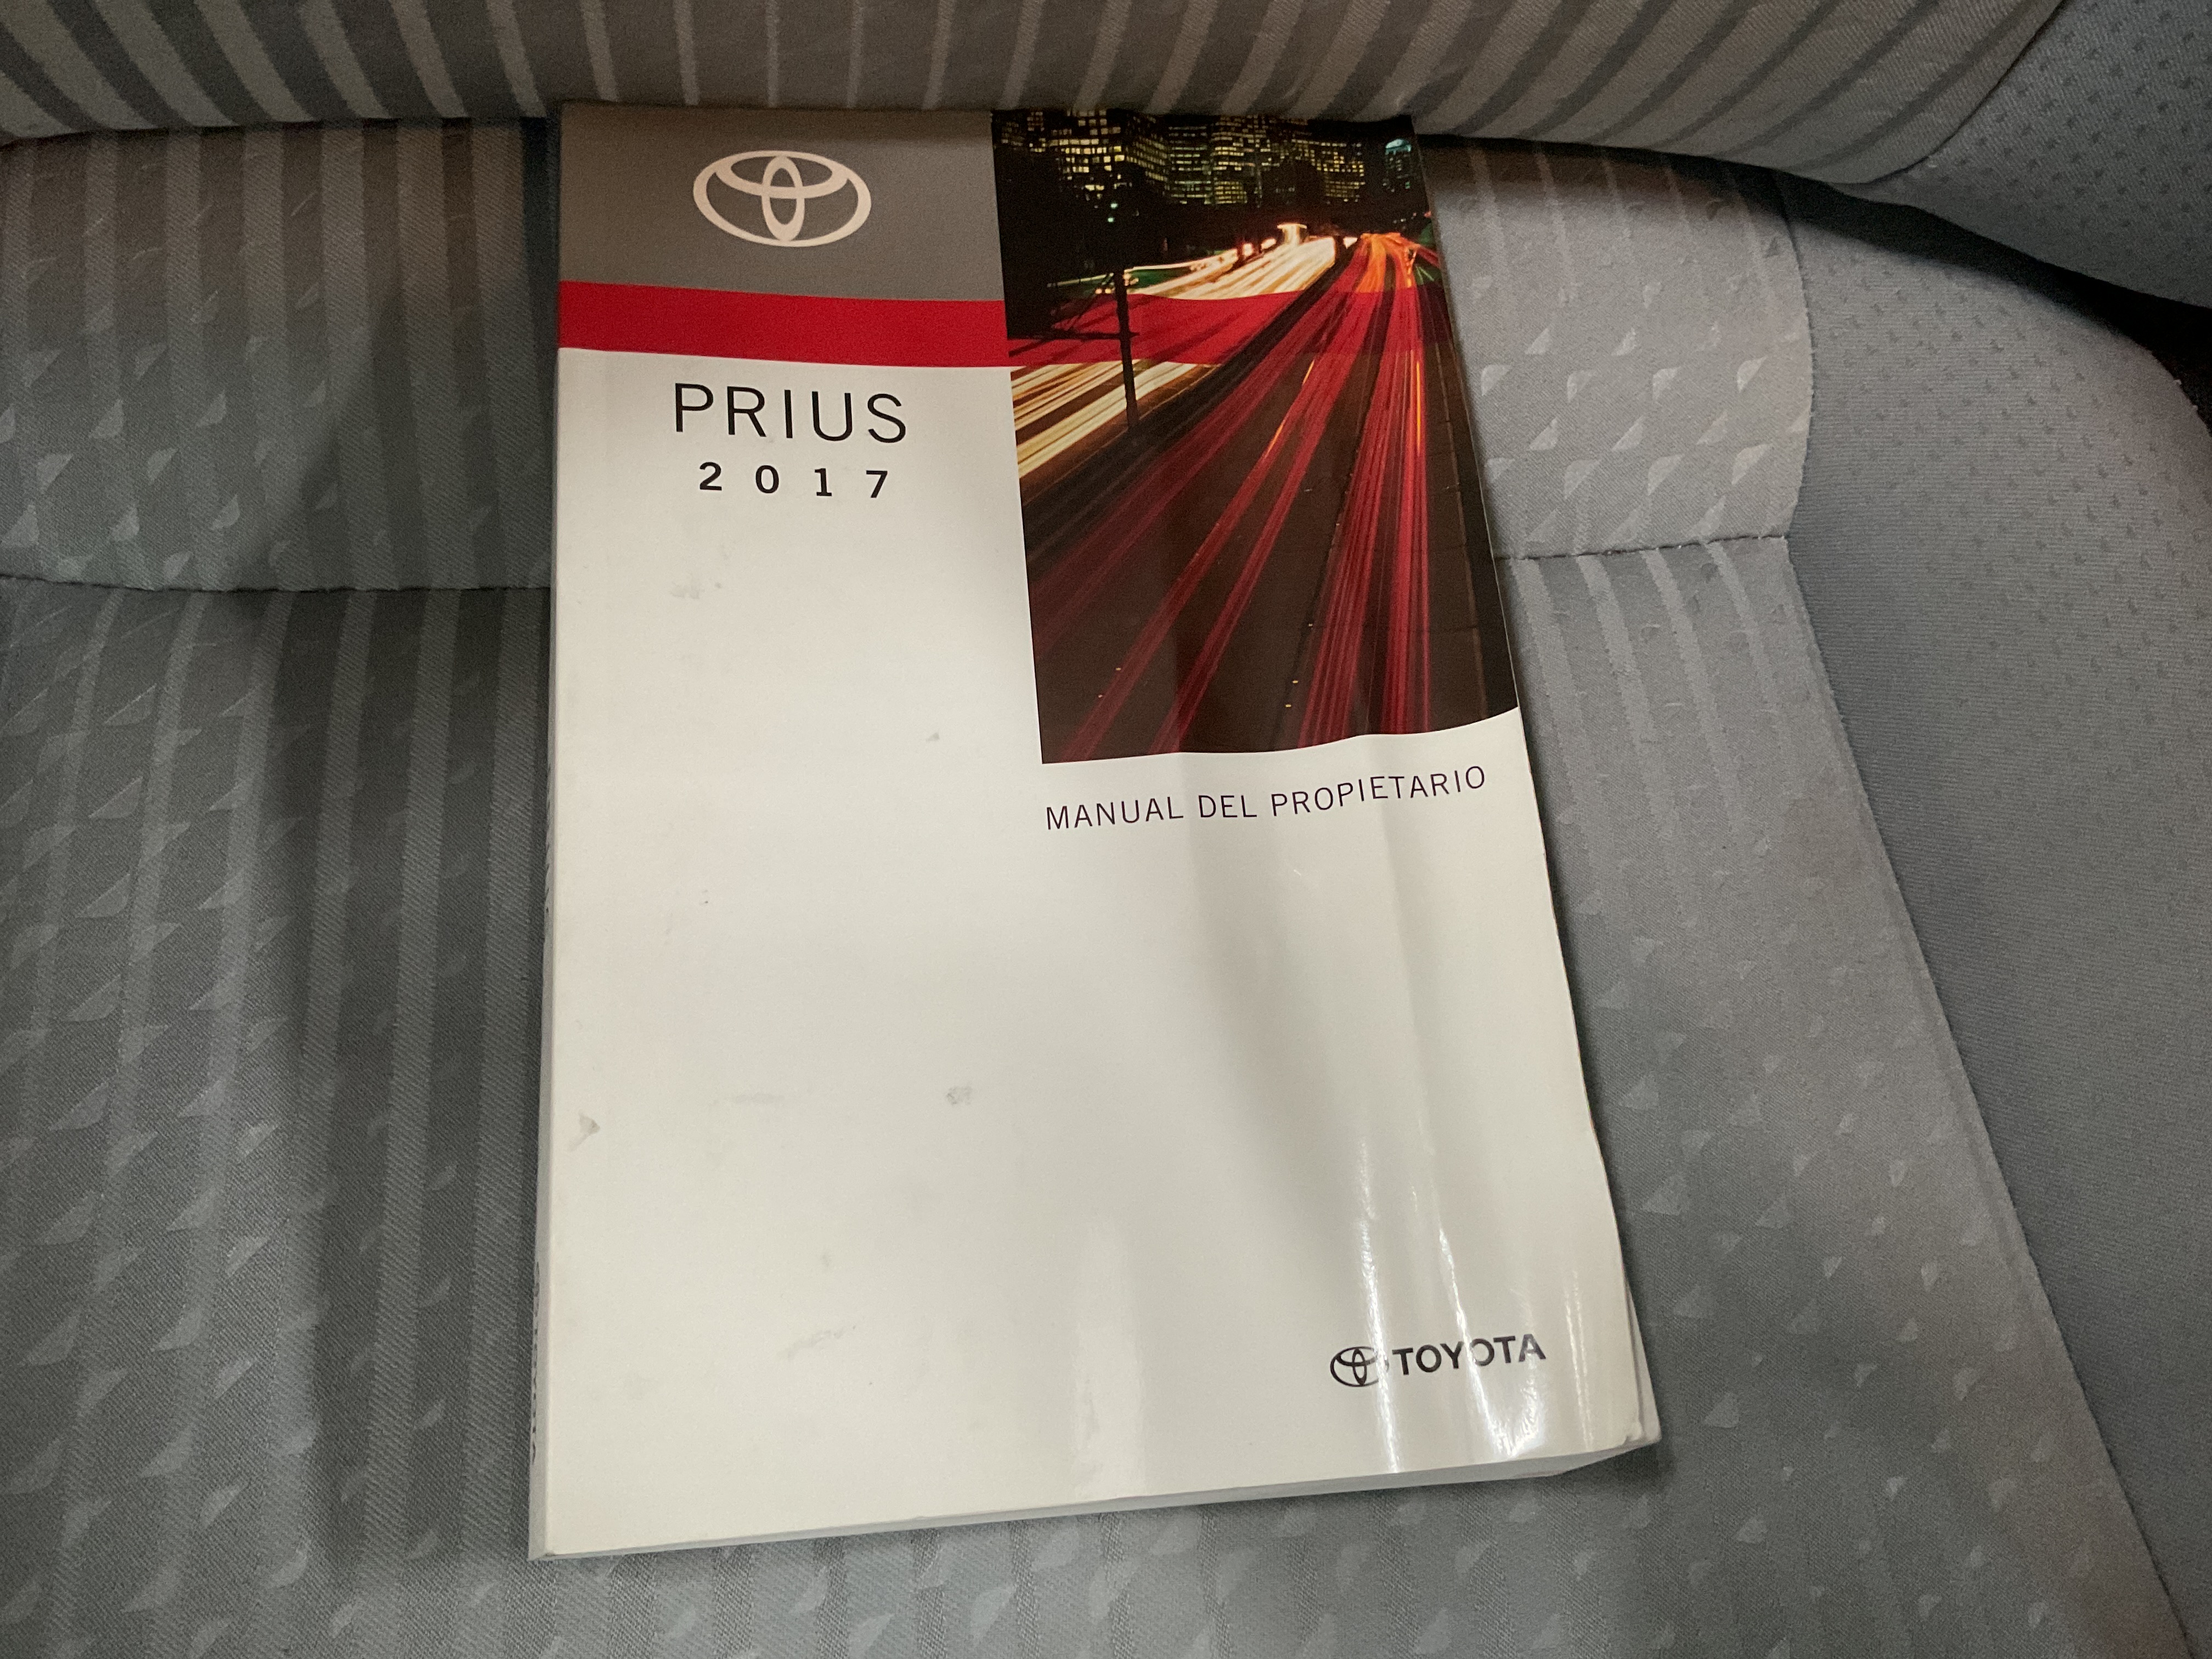 PRIUS
2017
MANUAL DEL PROPIETARIO
TOYOTA